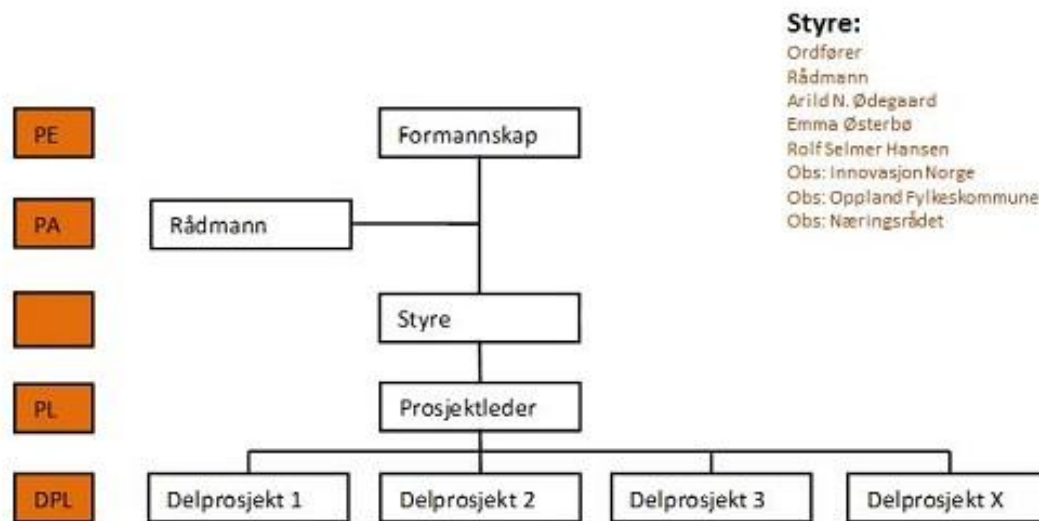 Styre:
Ordfører
Rådmann
Arild N. Ødegaard
Emma Østerbø
Rolf Selmer Hansen
Obs: Innovasjon Norge
Obs: Oppland Fylkeskommune
Obs: Næringsrådet
PE
Formannskap
PA
Rådmann
Styre
PL
Prosjektleder
DPL
Delprosjekt 1
Delprosjekt 2
Delprosjekt 3
Delprosjekt X